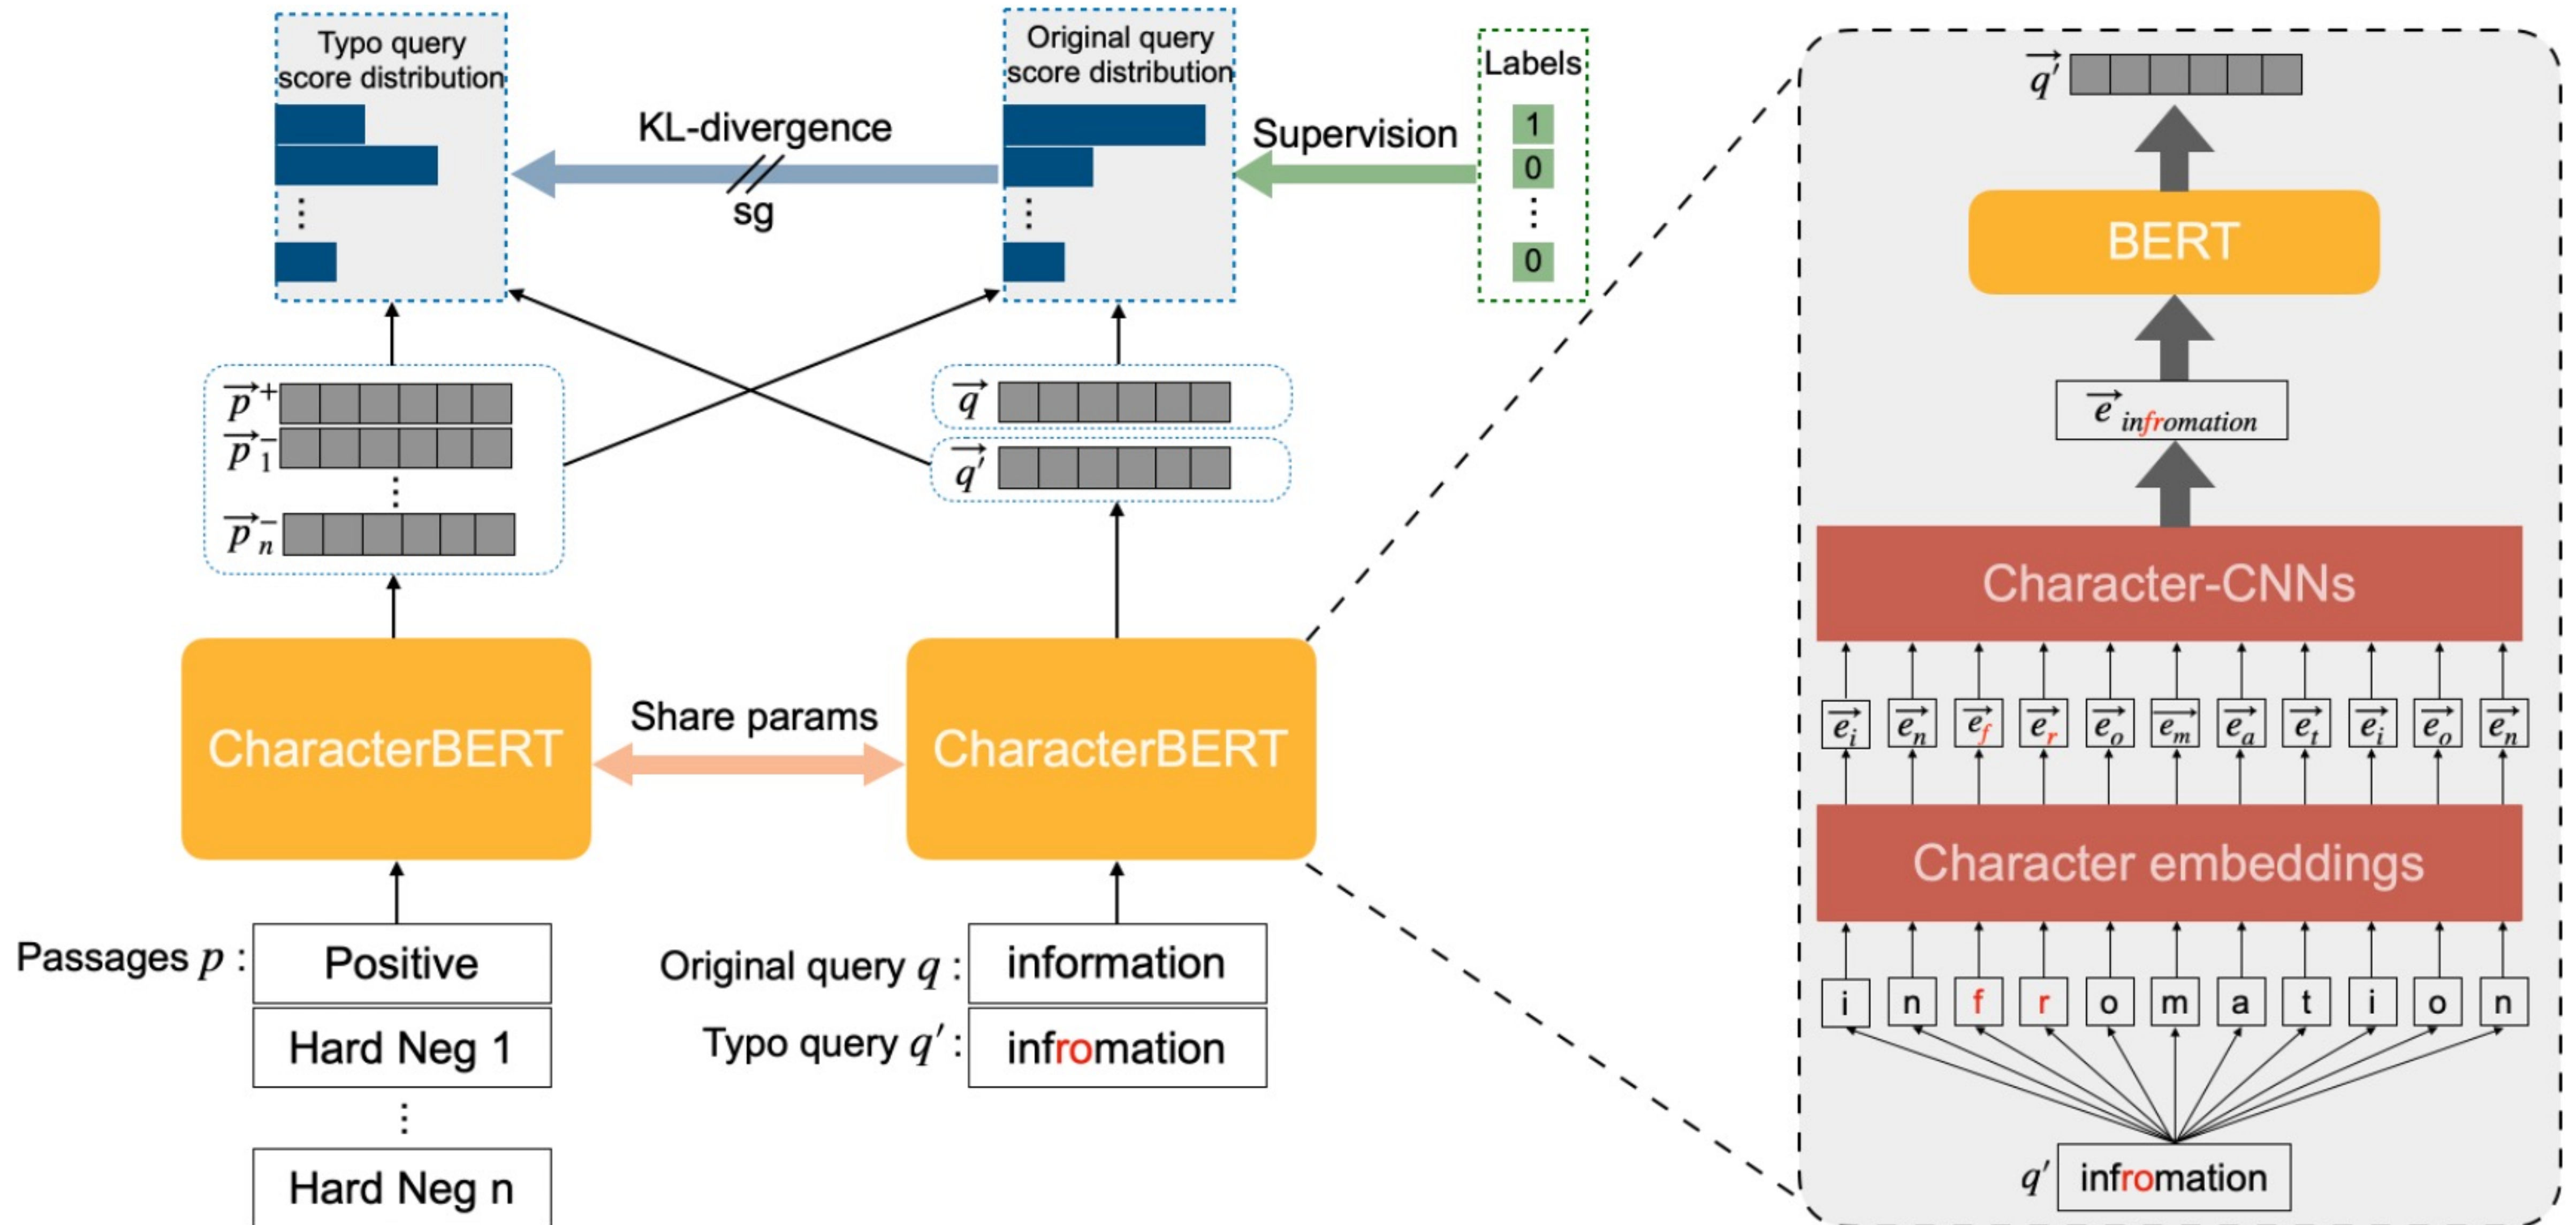 Typo query
score distribution
Original query
score distribution
Labels
1
0
⋮
0
KL-divergence
sg
Supervision
⋮
⋮
p⃗⁺
p⃗₁⁻
⋮
p⃗ₙ⁻
q⃗
q⃗′
CharacterBERT
Share params
CharacterBERT
Passages p :
Positive
Hard Neg 1
⋮
Hard Neg n
Original query q :
information
Typo query q′ :
infromation
q⃗′
BERT
e⃗ infromation
Character-CNNs
e⃗ᵢ e⃗ₙ e⃗_f e⃗ᵣ e⃗ₒ e⃗ₘ e⃗ₐ e⃗ₜ e⃗ᵢ e⃗ₒ e⃗ₙ
Character embeddings
i n f r o m a t i o n
q′ infromation